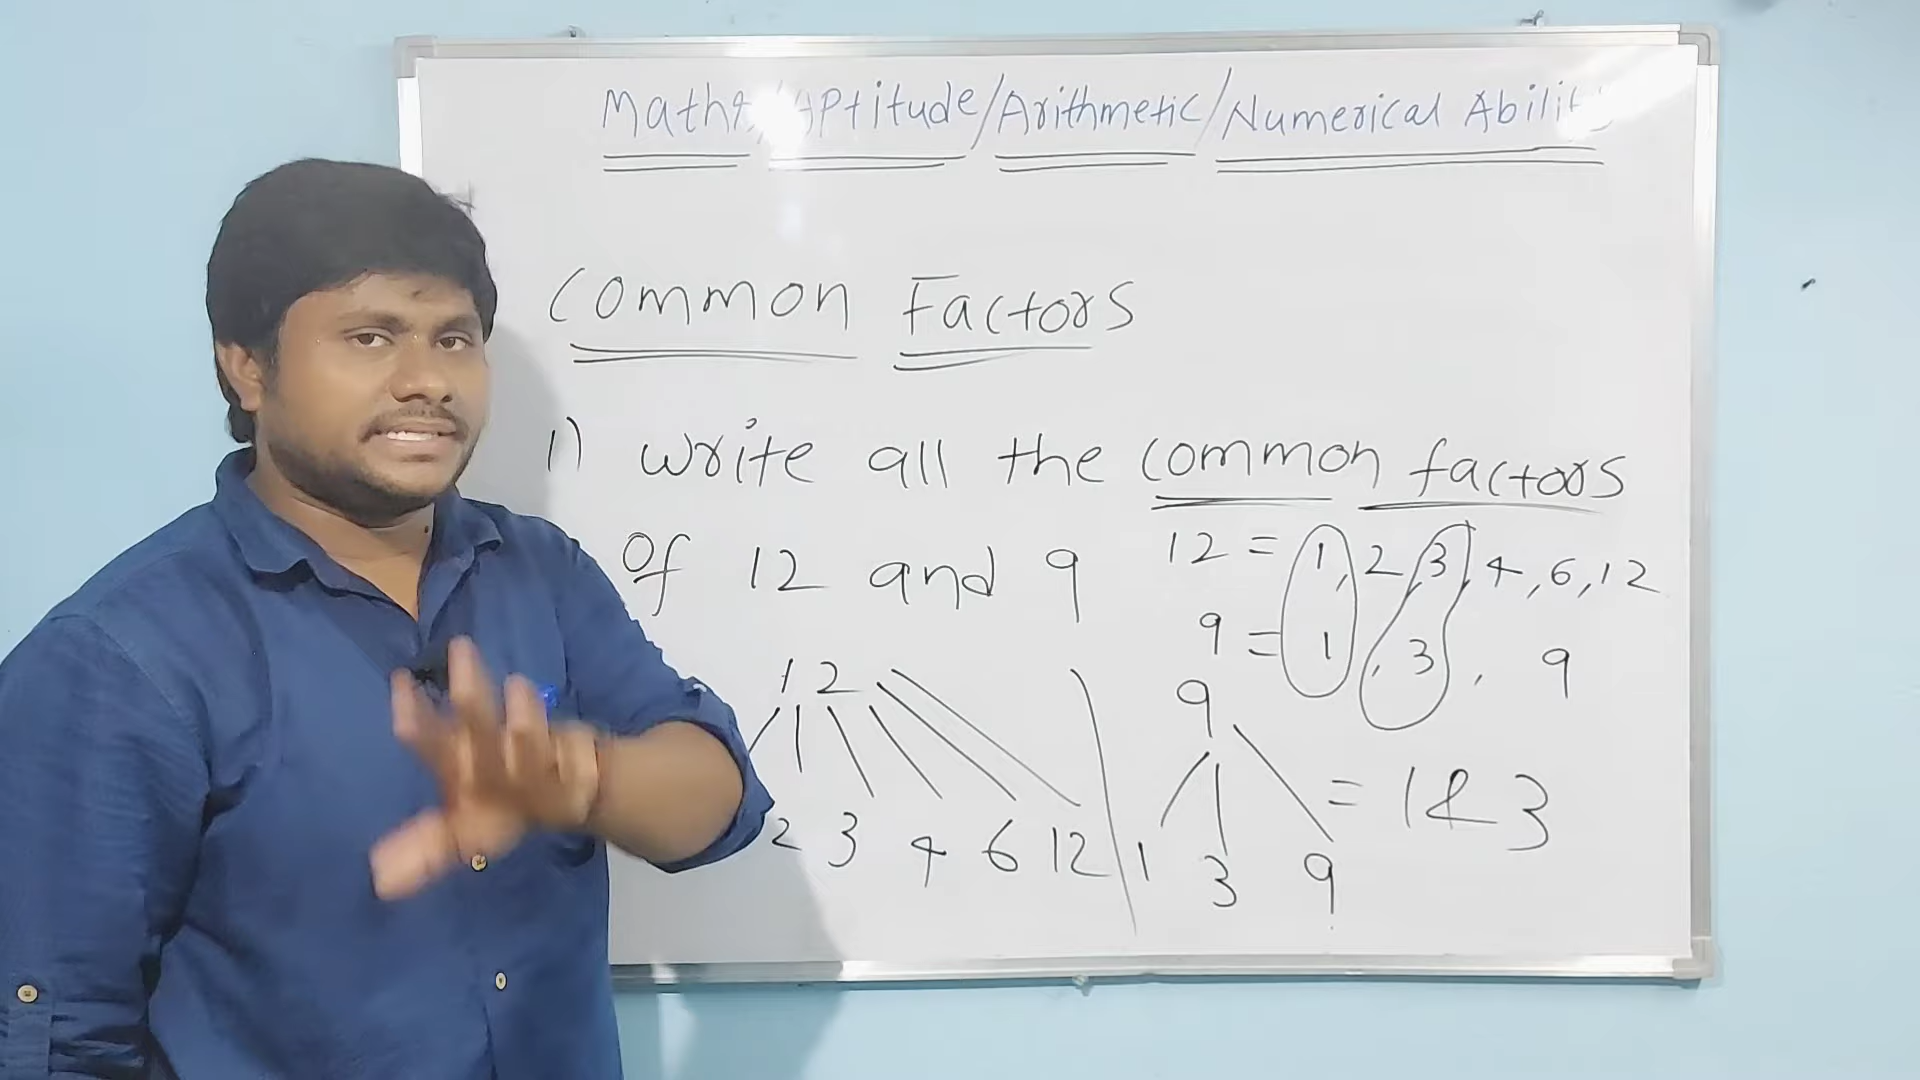 Maths/Aptitude/Arithmetic/Numerical Ability
Common Factors
1) write all the common factors
of 12 and 9
12 = 1, 2, 3, 4, 6, 12
9 = 1, 3, 9
12
2 3 4 6 12
9
1 3 9
= 1 & 3